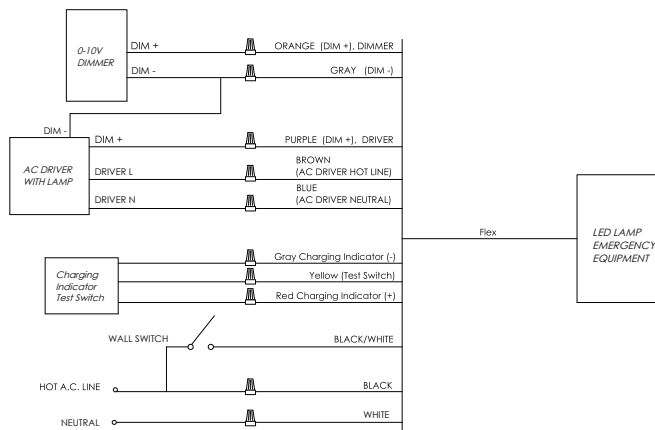 0-10V
DIMMER
DIM +
ORANGE (DIM +), DIMMER
DIM -
GRAY (DIM -)
DIM -
AC DRIVER
WITH LAMP
DIM +
PURPLE (DIM +), DRIVER
DRIVER L
BROWN
(AC DRIVER HOT LINE)
DRIVER N
BLUE
(AC DRIVER NEUTRAL)
Flex
LED LAMP
EMERGENCY
EQUIPMENT
Charging
Indicator
Test Switch
Gray Charging Indicator (-)
Yellow (Test Switch)
Red Charging Indicator (+)
WALL SWITCH
BLACK/WHITE
HOT A.C. LINE
BLACK
NEUTRAL
WHITE